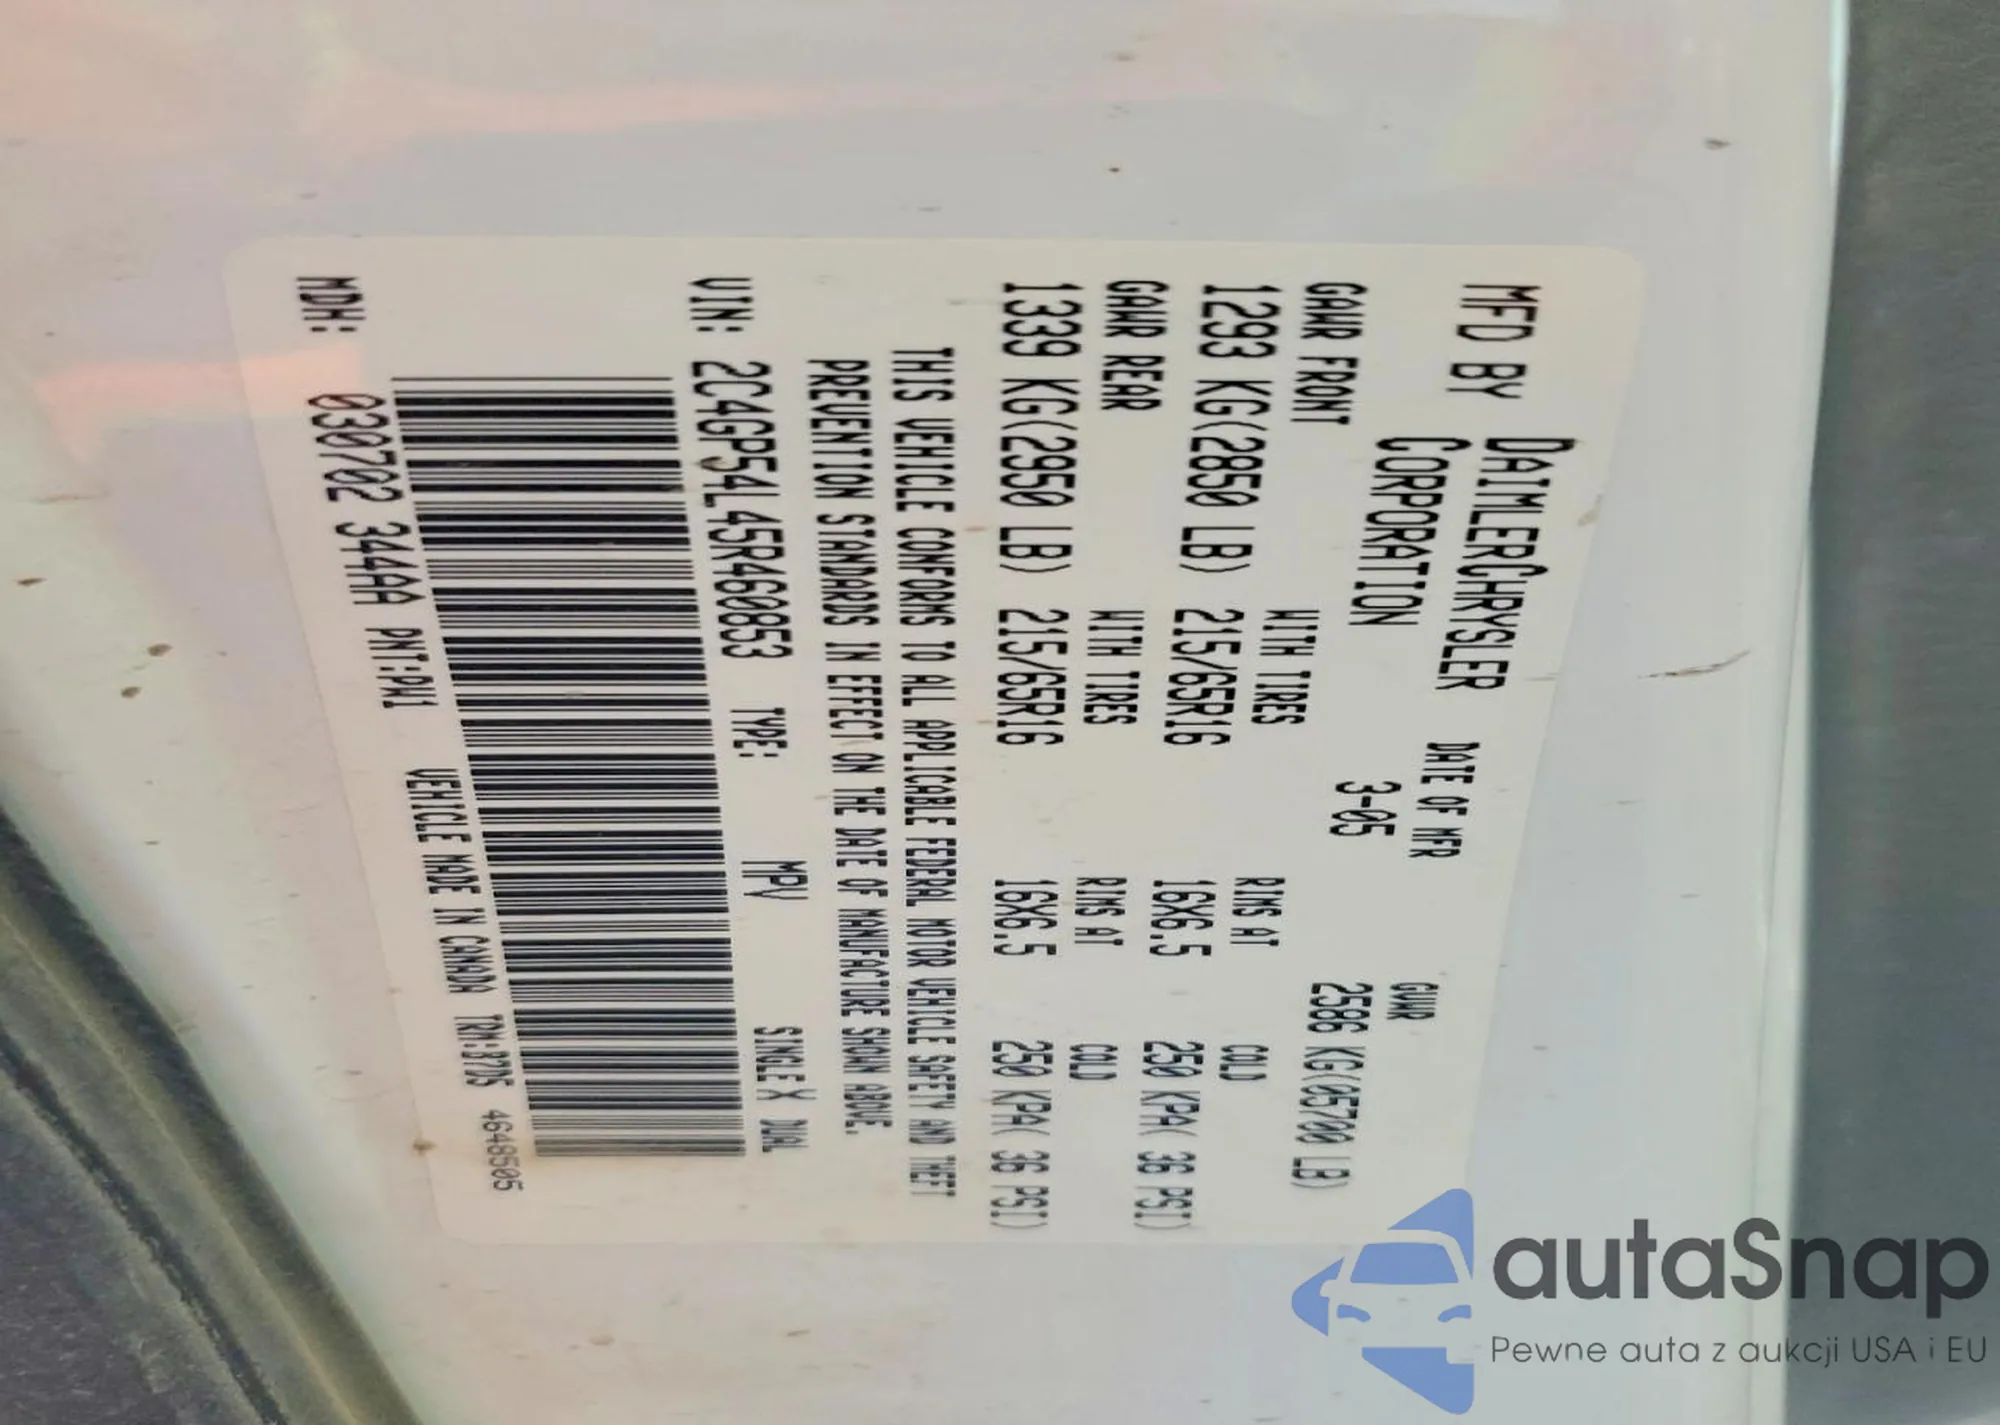 MFD BY DAIMLERCHRYSLER CORPORATION
DATE OF MFR 3-05
GVWR 2586 KG(05700 LB)
GAWR FRONT WITH TIRES RIMS AT COLD
1293 KG(2850 LB) 215/65R16 16X6.5 250 KPA( 36 PSI)
GAWR REAR WITH TIRES RIMS AT COLD
1339 KG(2950 LB) 215/65R16 16X6.5 250 KPA( 36 PSI)
THIS VEHICLE CONFORMS TO ALL APPLICABLE FEDERAL MOTOR VEHICLE SAFETY AND THEFT
PREVENTION STANDARDS IN EFFECT ON THE DATE OF MANUFACTURE SHOWN ABOVE.
VIN: 2C4GP54L45R460853 TYPE: MPV SINGLE X DUAL
MDH: 030702 344AA PNT:PW1 VEHICLE MADE IN CANADA TRM:B7D5 4648505
autaSnap
Pewne auta z aukcji USA i EU